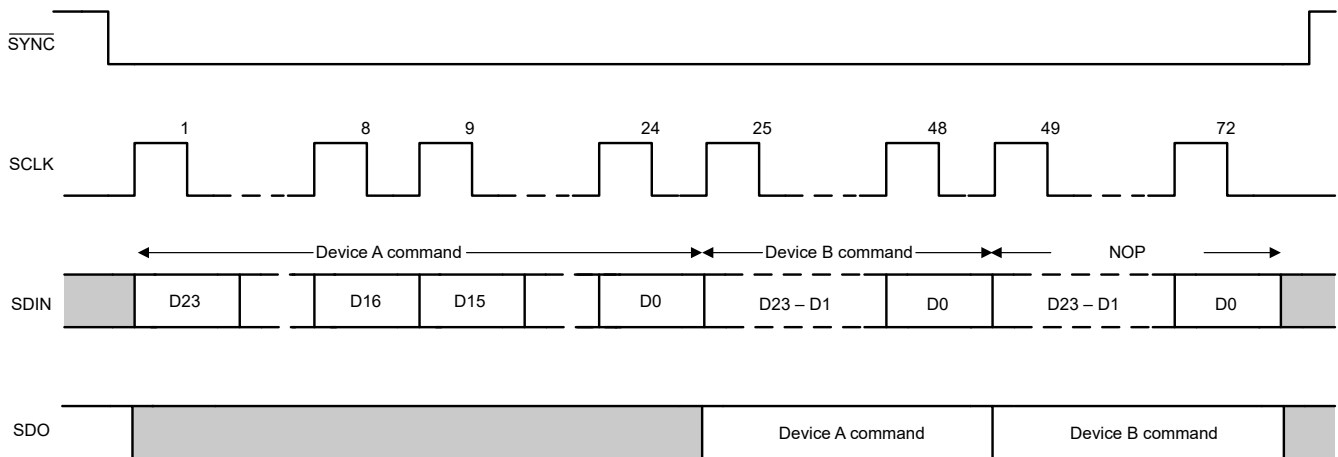 SYNC
1 8 9 24 25 48 49 72
SCLK
Device A command Device B command NOP
SDIN D23 D16 D15 D0 D23 – D1 D0 D23 – D1 D0
SDO Device A command Device B command